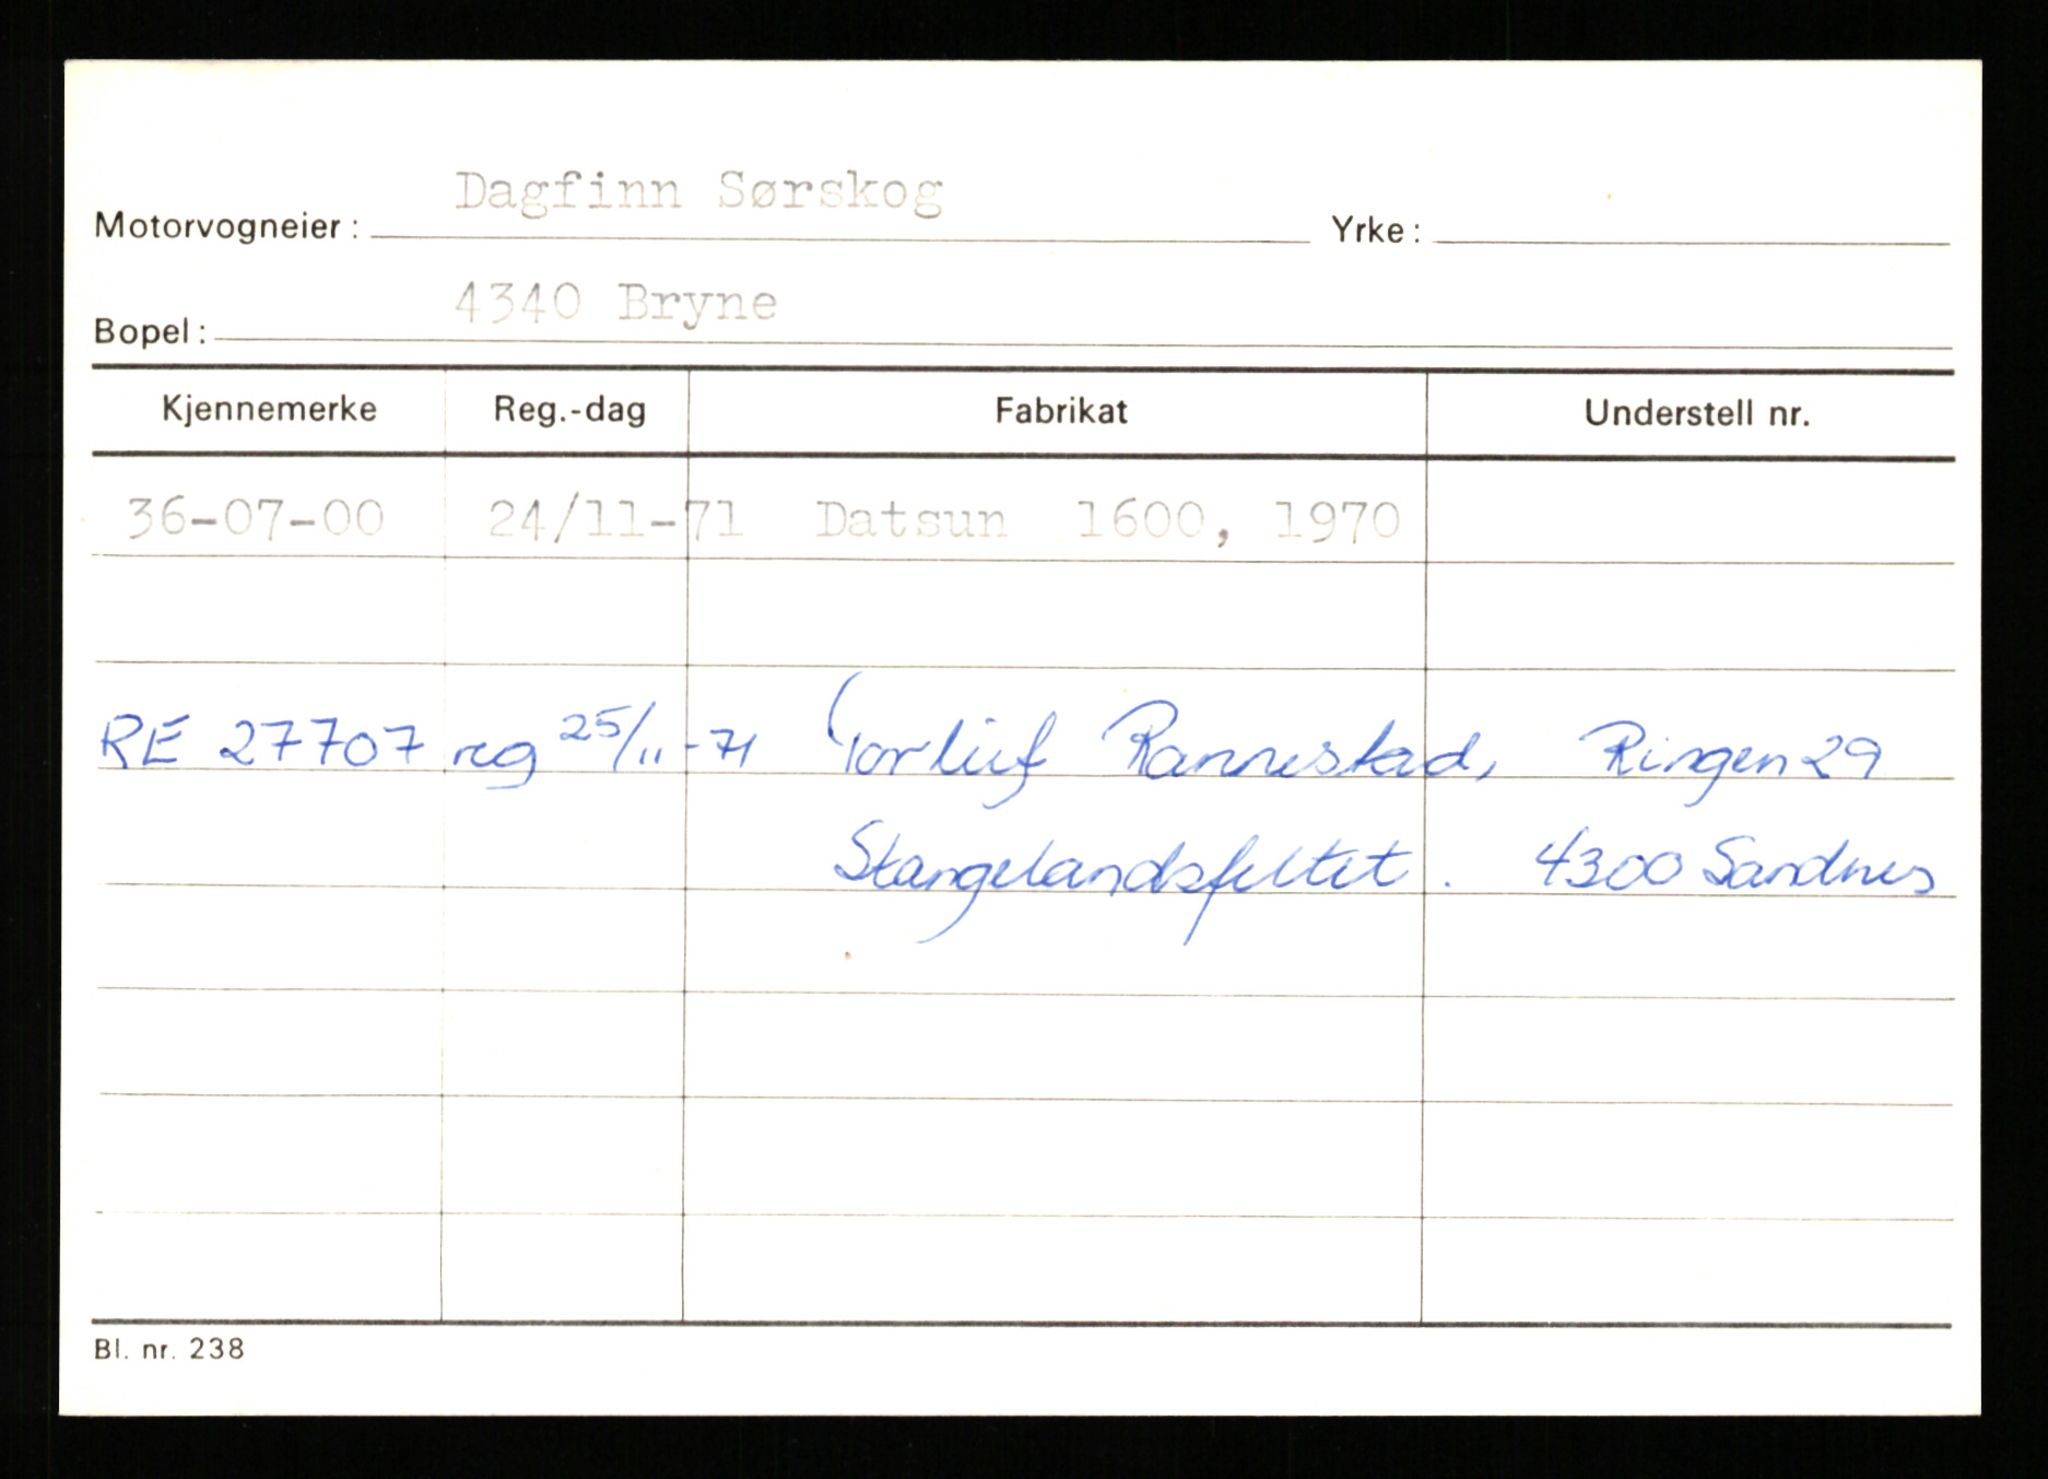 Motorvogneier: Dagfinn Sørskog Yrke:
Bopel: 4340 Bryne
Kjennemerke Reg.-dag Fabrikat Understell nr.
36-07-00 24/11-71 Datsun 1600, 1970
RE 27707 reg 25/11-71 Torleif Rannestad, Ringen 29
Stangelandsfeltet. 4300 Sandnes
Bl. nr. 238